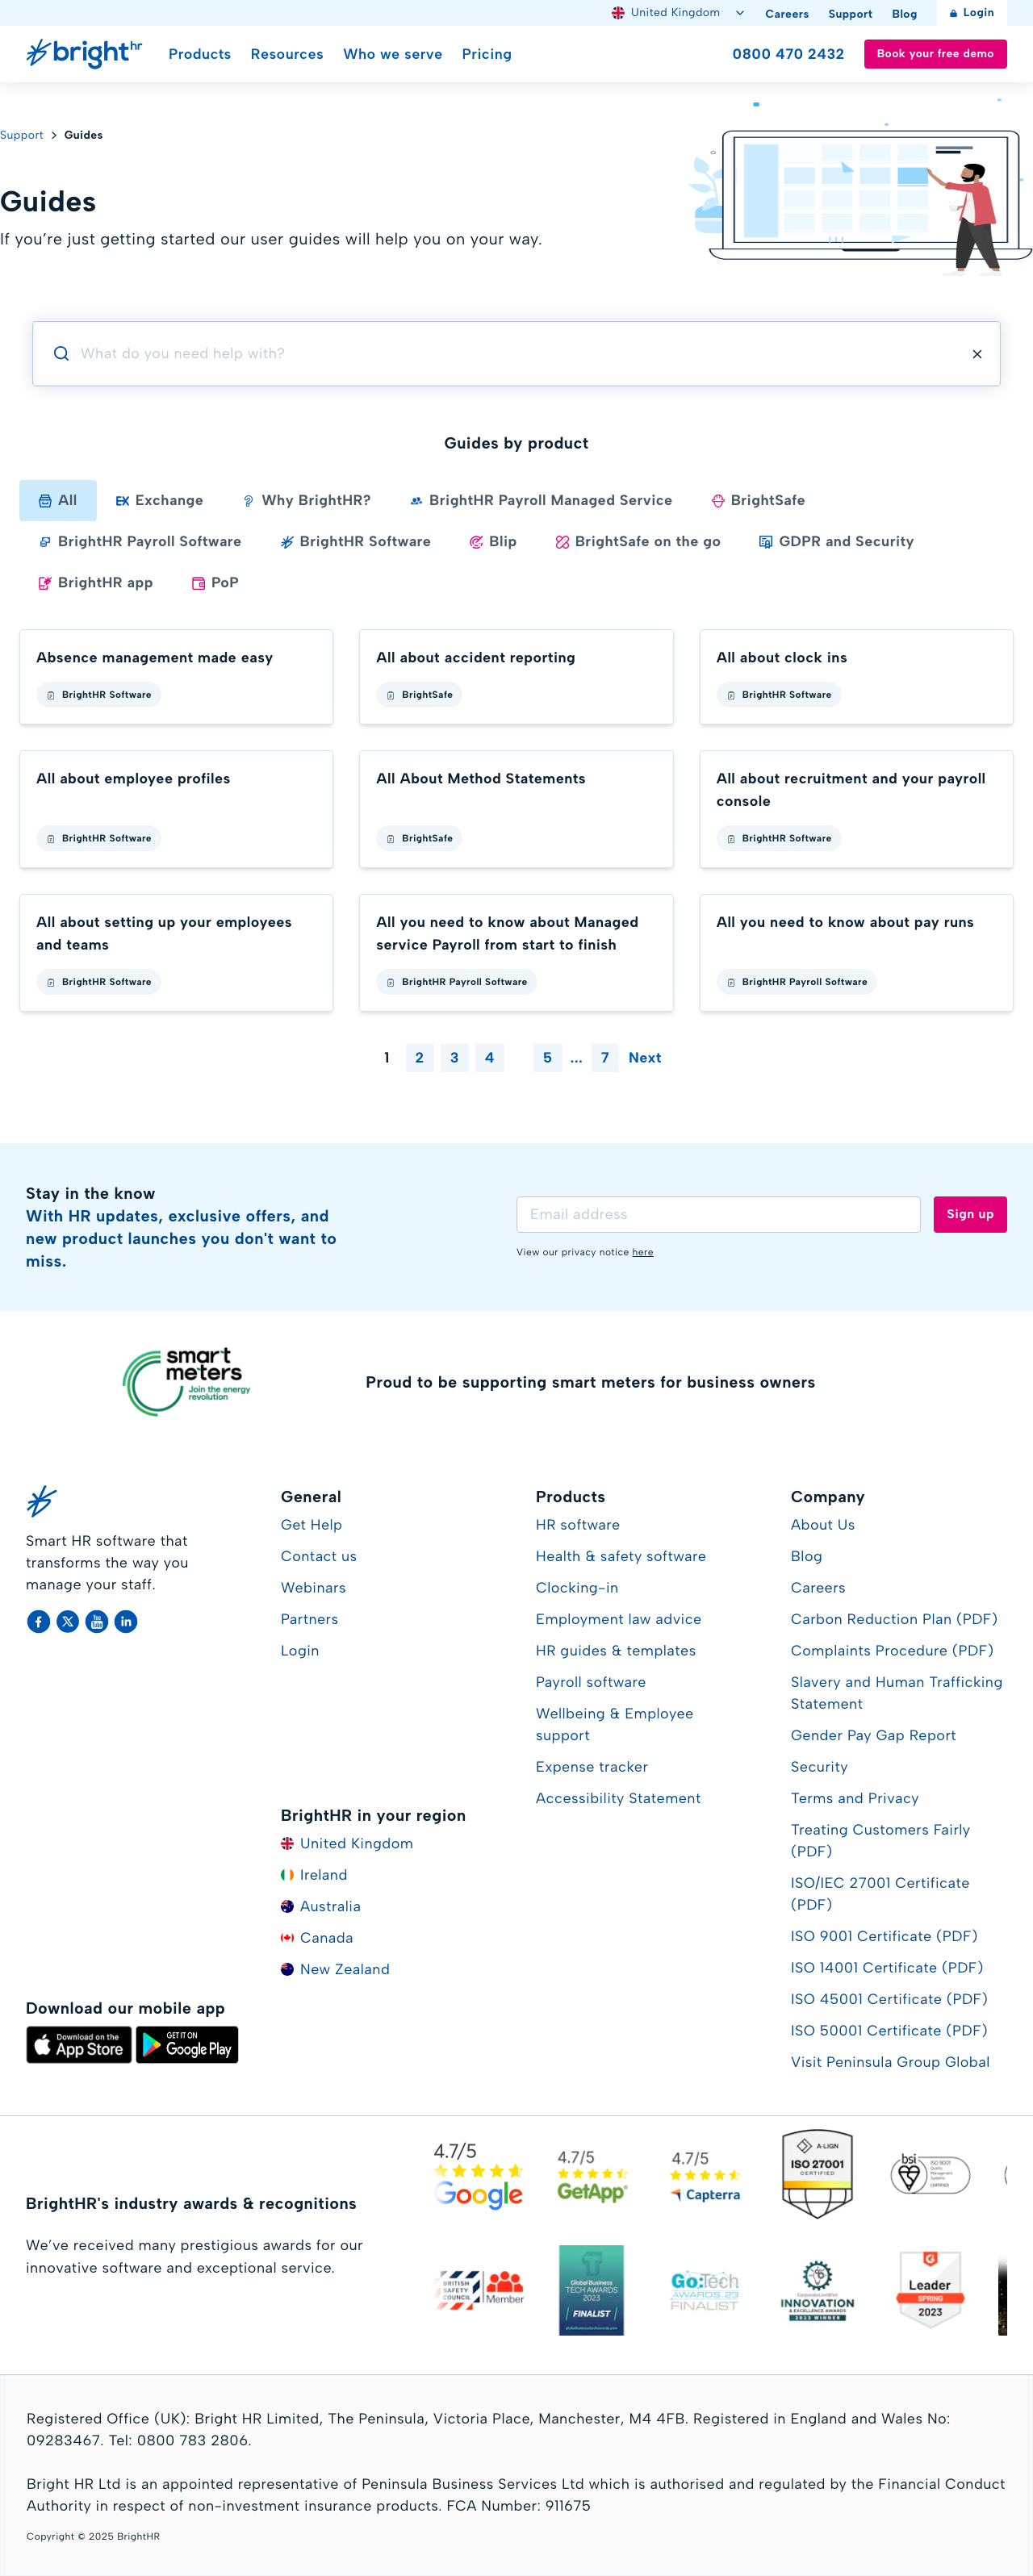 United Kingdom
Careers
Support
Blog
Login
brighthr
Products
Resources
Who we serve
Pricing
0800 470 2432
Book your free demo
Support > Guides
Guides
If you’re just getting started our user guides will help you on your way.
What do you need help with?
Guides by product
All
Exchange
Why BrightHR?
BrightHR Payroll Managed Service
BrightSafe
BrightHR Payroll Software
BrightHR Software
Blip
BrightSafe on the go
GDPR and Security
BrightHR app
PoP
Absence management made easy
BrightHR Software
All about accident reporting
BrightSafe
All about clock ins
BrightHR Software
All about employee profiles
BrightHR Software
All About Method Statements
BrightSafe
All about recruitment and your payroll
console
BrightHR Software
All about setting up your employees
and teams
BrightHR Software
All you need to know about Managed
service Payroll from start to finish
BrightHR Payroll Software
All you need to know about pay runs
BrightHR Payroll Software
1 2 3 4 5 ... 7 Next
Stay in the know
With HR updates, exclusive offers, and
new product launches you don't want to
miss.
Email address
Sign up
View our privacy notice here
smart
meters
Join the energy
revolution
Proud to be supporting smart meters for business owners
Smart HR software that
transforms the way you
manage your staff.
Download our mobile app
Download on the
App Store
GET IT ON
Google Play
General
Get Help
Contact us
Webinars
Partners
Login
BrightHR in your region
United Kingdom
Ireland
Australia
Canada
New Zealand
Products
HR software
Health & safety software
Clocking-in
Employment law advice
HR guides & templates
Payroll software
Wellbeing & Employee
support
Expense tracker
Accessibility Statement
Company
About Us
Blog
Careers
Carbon Reduction Plan (PDF)
Complaints Procedure (PDF)
Slavery and Human Trafficking
Statement
Gender Pay Gap Report
Security
Terms and Privacy
Treating Customers Fairly
(PDF)
ISO/IEC 27001 Certificate
(PDF)
ISO 9001 Certificate (PDF)
ISO 14001 Certificate (PDF)
ISO 45001 Certificate (PDF)
ISO 50001 Certificate (PDF)
Visit Peninsula Group Global
BrightHR's industry awards & recognitions
We’ve received many prestigious awards for our
innovative software and exceptional service.
4.7/5
Google
4.7/5
GetApp
4.7/5
Capterra
A-LIGN
ISO 27001
CERTIFIED
bsi
BRITISH
SAFETY
COUNCIL
Member
Global Business
TECH AWARDS
2023
FINALIST
Go:Tech
AWARDS 23
FINALIST
INNOVATION
& EXCELLENCE AWARDS
2023 WINNER
Leader
SPRING
2023
Registered Office (UK): Bright HR Limited, The Peninsula, Victoria Place, Manchester, M4 4FB. Registered in England and Wales No:
09283467. Tel: 0800 783 2806.
Bright HR Ltd is an appointed representative of Peninsula Business Services Ltd which is authorised and regulated by the Financial Conduct
Authority in respect of non-investment insurance products. FCA Number: 911675
Copyright © 2025 BrightHR